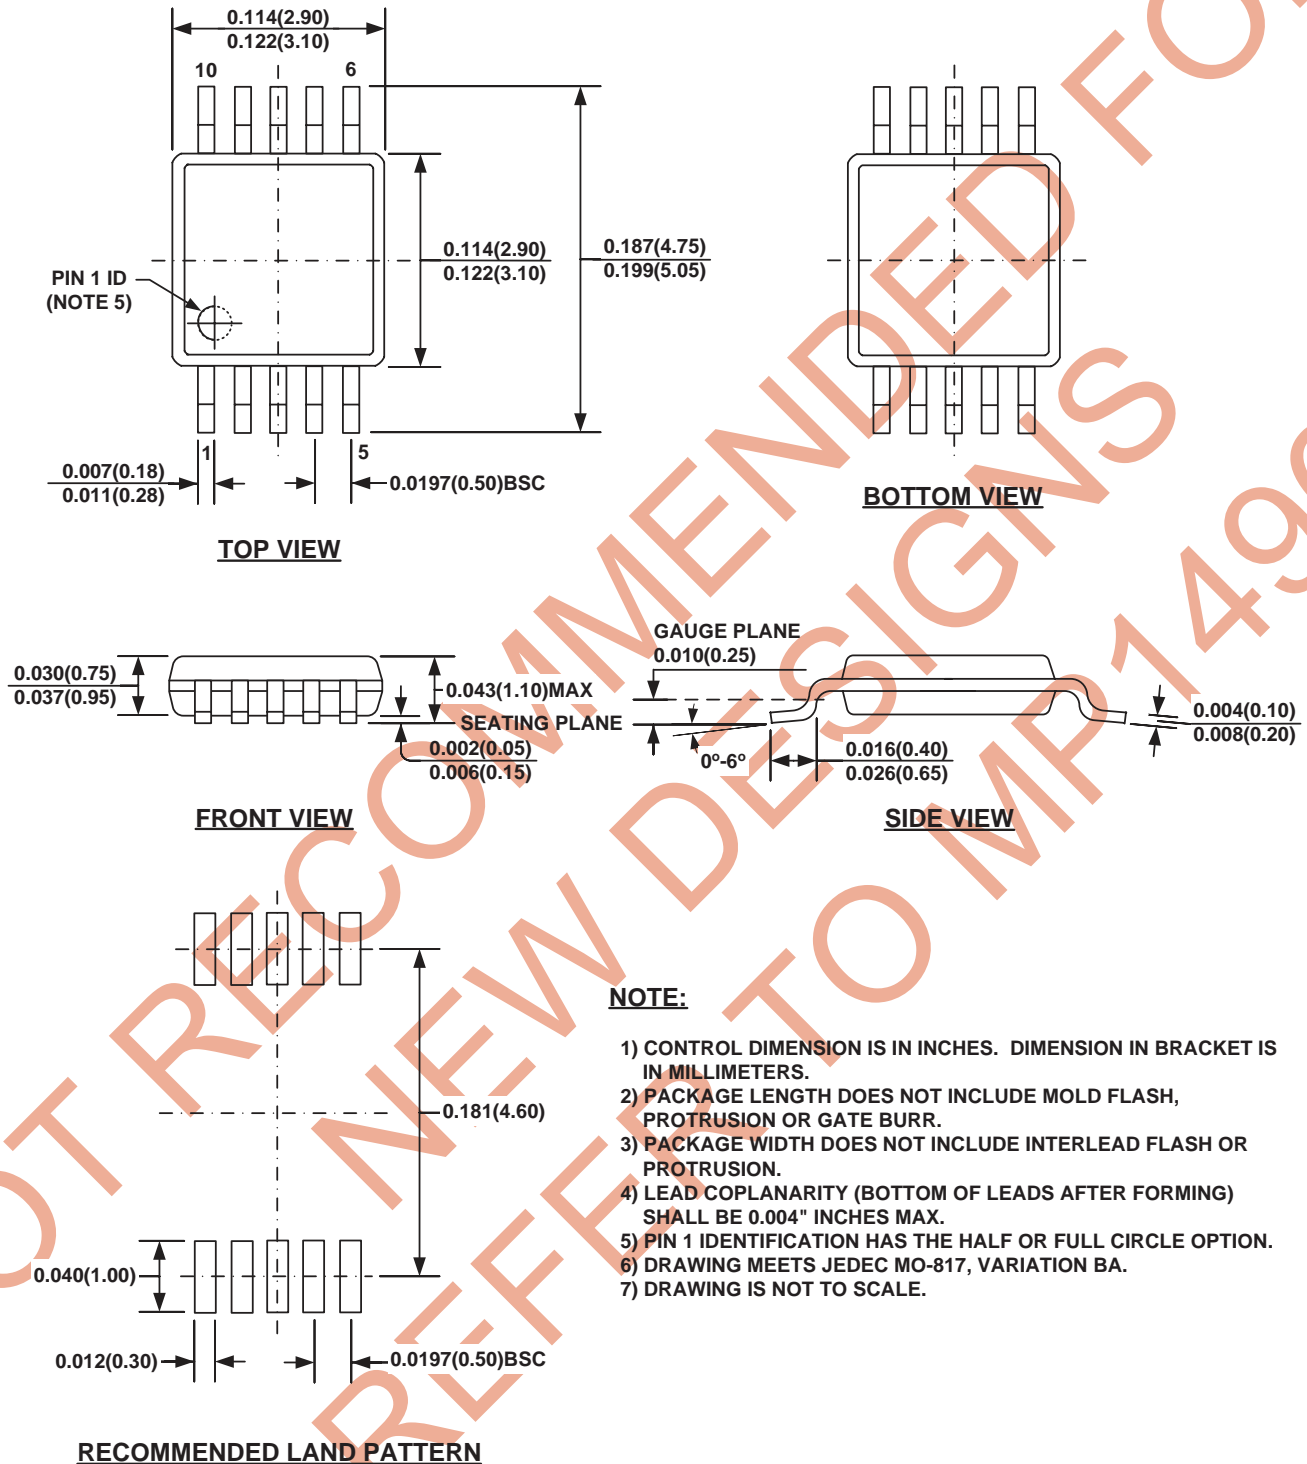 0.114(2.90)
0.122(3.10)
10
6
0.114(2.90)
0.122(3.10)
0.187(4.75)
0.199(5.05)
PIN 1 ID
(NOTE 5)
1
5
0.007(0.18)
0.011(0.28)
0.0197(0.50)BSC
TOP VIEW
BOTTOM VIEW
GAUGE PLANE
0.010(0.25)
0.030(0.75)
0.037(0.95)
0.043(1.10)MAX
SEATING PLANE
0.002(0.05)
0.006(0.15)
0º-6º
0.016(0.40)
0.026(0.65)
0.004(0.10)
0.008(0.20)
FRONT VIEW
SIDE VIEW
0.181(4.60)
0.040(1.00)
0.012(0.30)
0.0197(0.50)BSC
RECOMMENDED LAND PATTERN
NOTE:
1) CONTROL DIMENSION IS IN INCHES. DIMENSION IN BRACKET IS
IN MILLIMETERS.
2) PACKAGE LENGTH DOES NOT INCLUDE MOLD FLASH,
PROTRUSION OR GATE BURR.
3) PACKAGE WIDTH DOES NOT INCLUDE INTERLEAD FLASH OR
PROTRUSION.
4) LEAD COPLANARITY (BOTTOM OF LEADS AFTER FORMING)
SHALL BE 0.004" INCHES MAX.
5) PIN 1 IDENTIFICATION HAS THE HALF OR FULL CIRCLE OPTION.
6) DRAWING MEETS JEDEC MO-817, VARIATION BA.
7) DRAWING IS NOT TO SCALE.
OT RECOMMENDED FO
NEW DESIGNS
REFER TO MP149